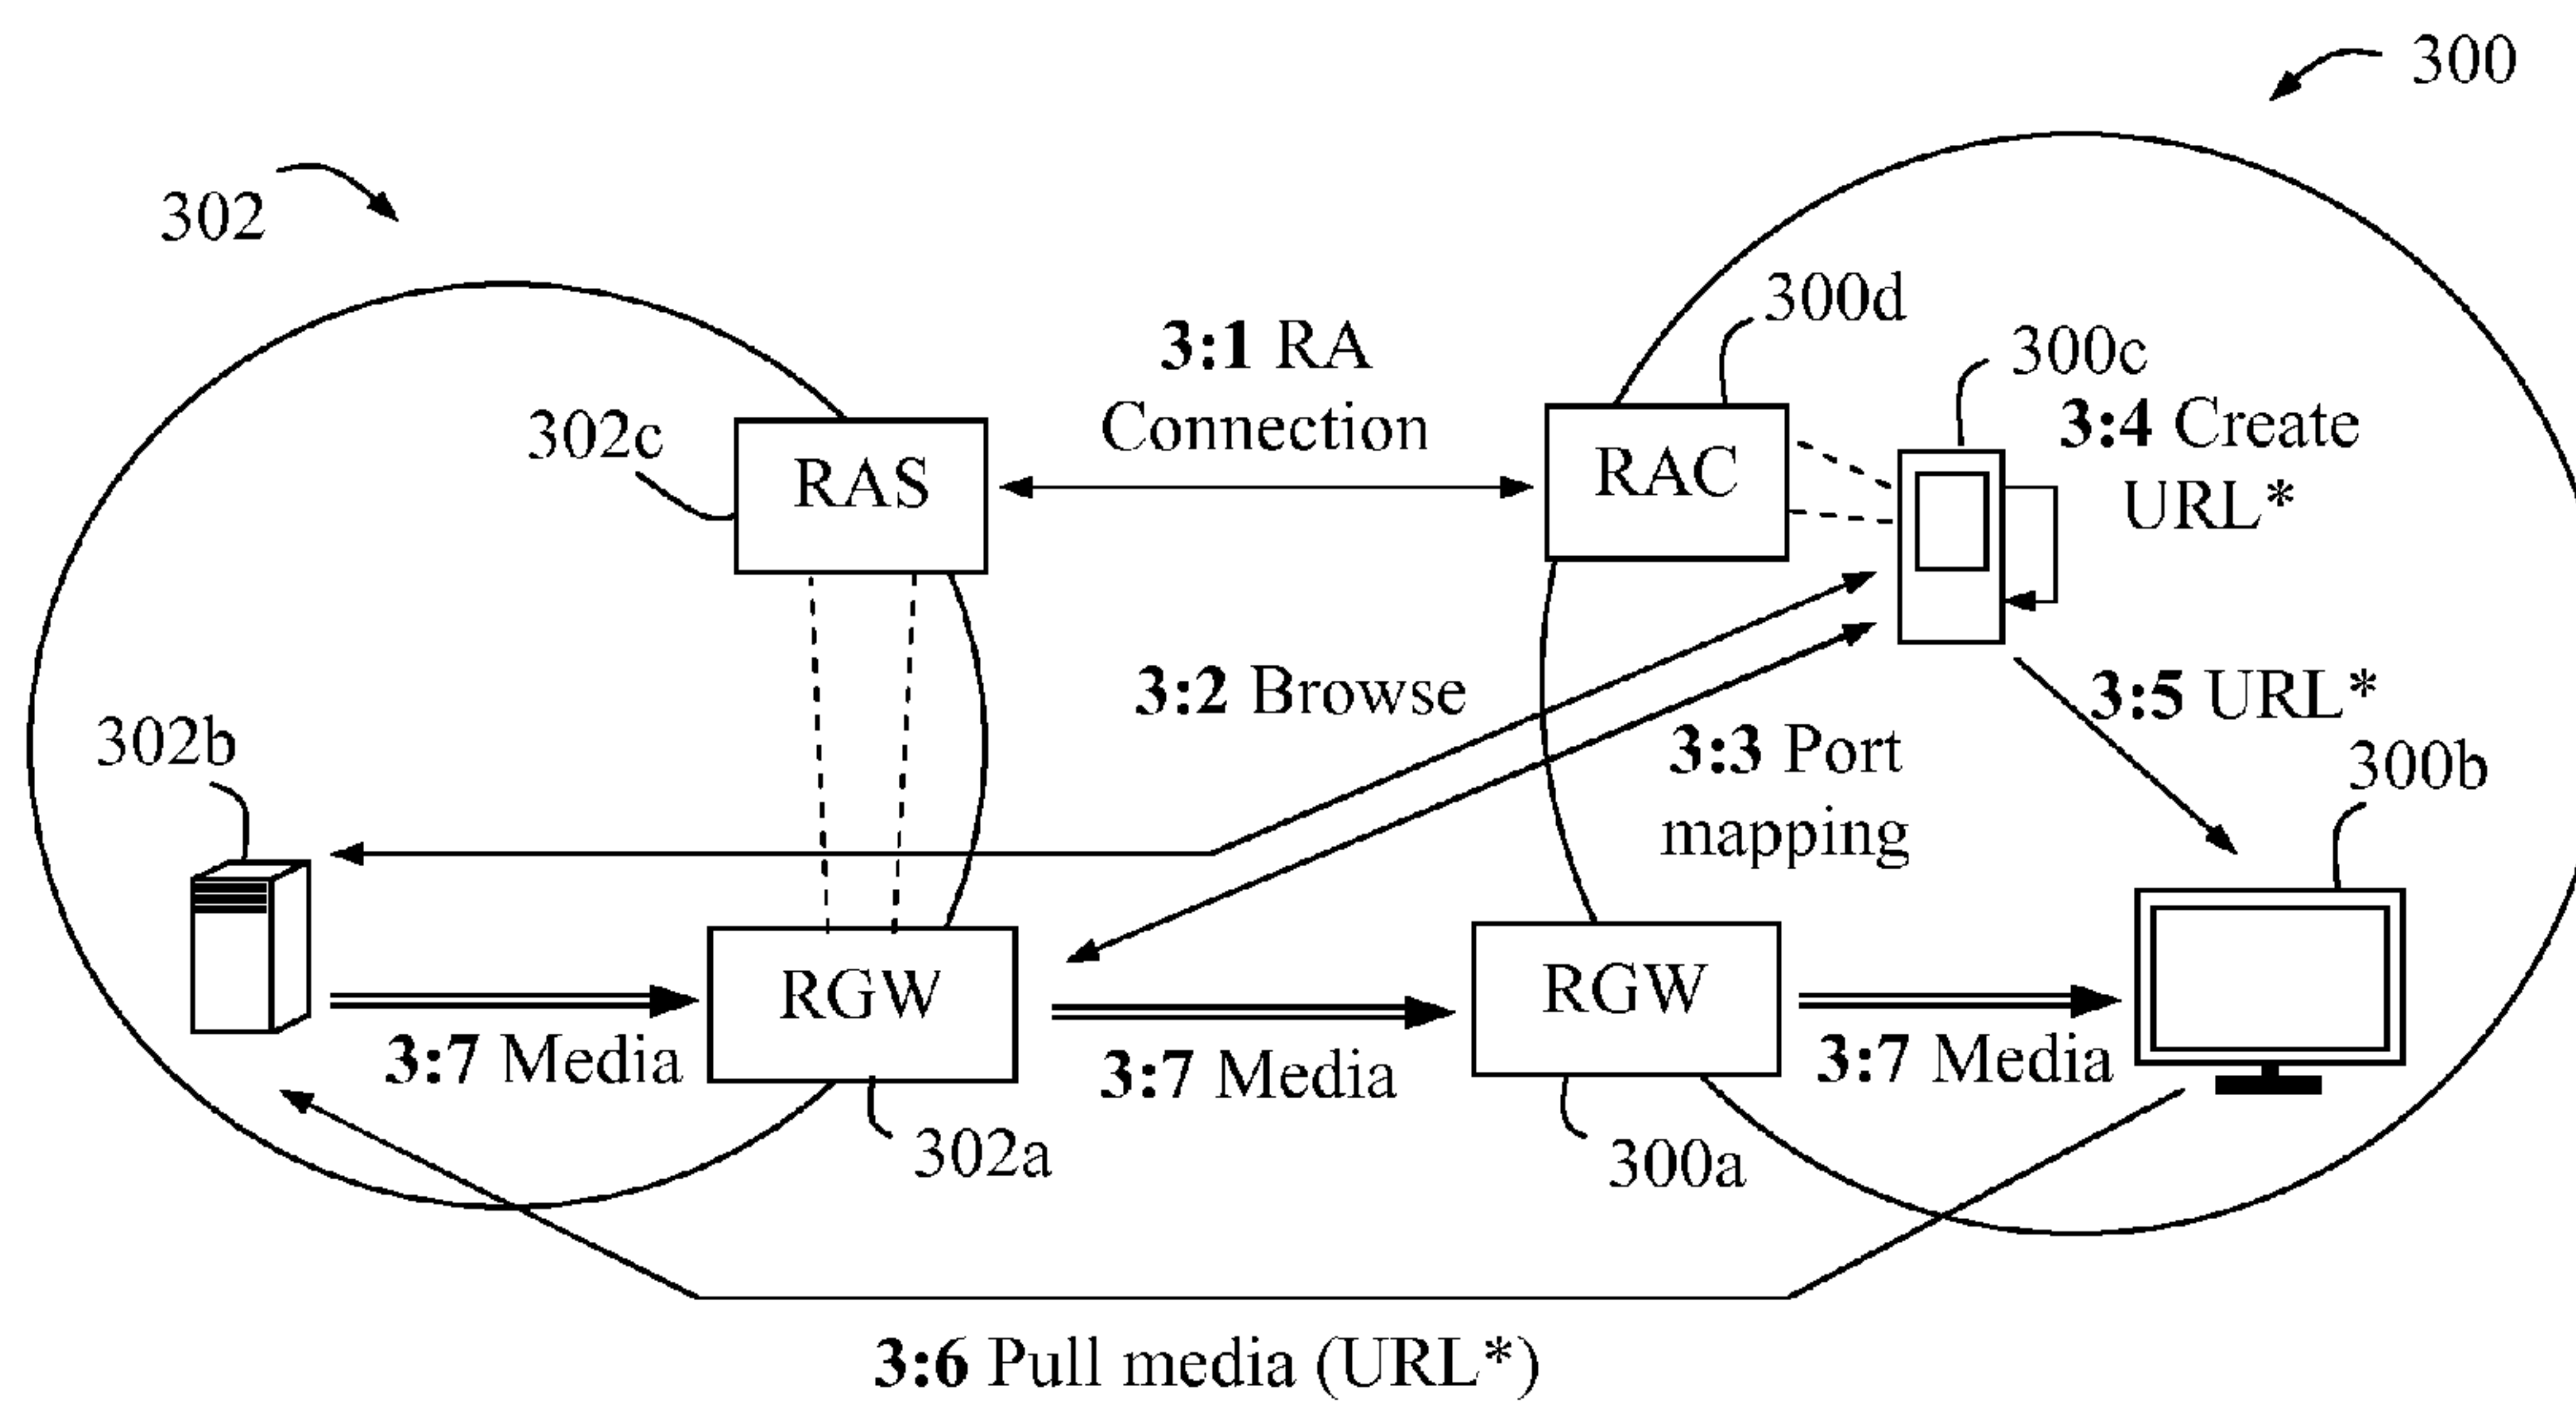 300
302
300d
3:1 RA
Connection
300c
3:4 Create
URL*
302c
RAS
RAC
3:2 Browse
3:5 URL*
302b
3:3 Port
mapping
300b
RGW
RGW
3:7 Media
3:7 Media
3:7 Media
302a
300a
3:6 Pull media (URL*)